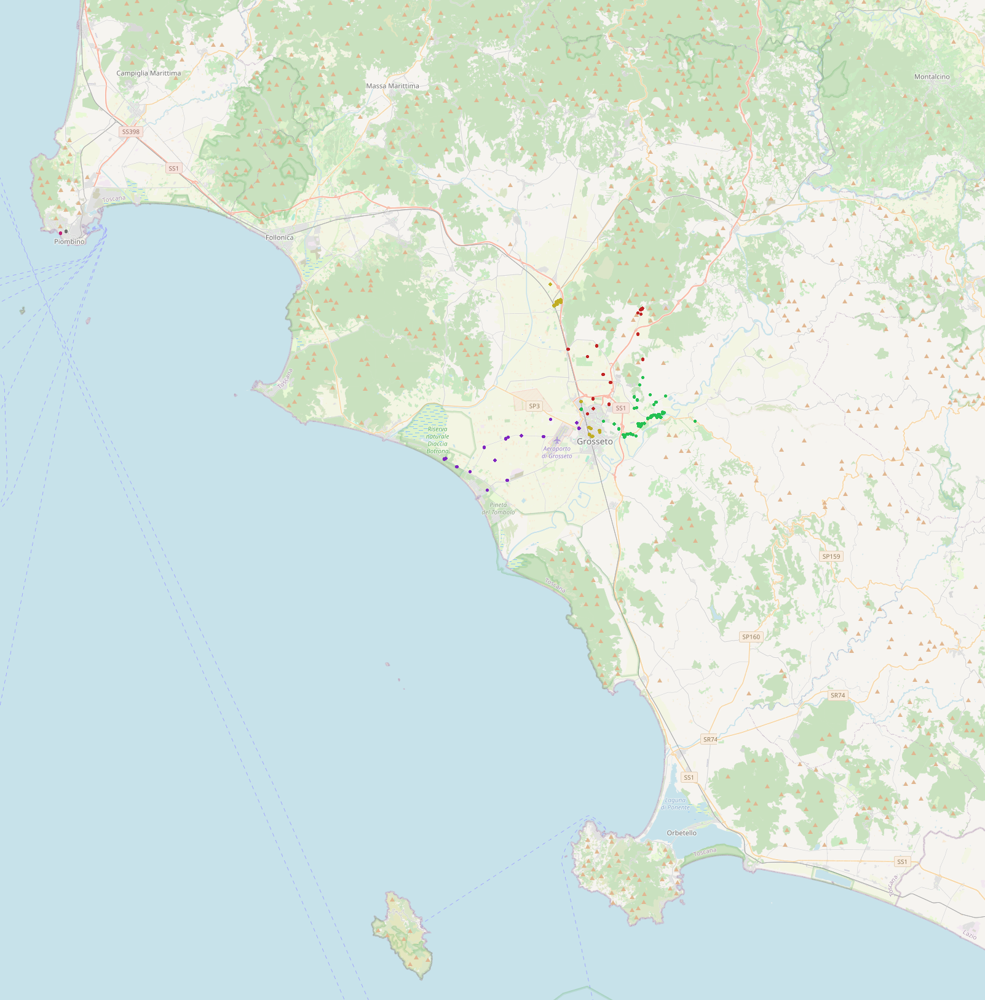 Campiglia Marittima
Massa Marittima
Montalcino
SS398
SS1
Toscana
Piombino
Follonica
Toscana
SP3
SS1
Riserva
naturale
Diaccia
Botrona
Grosseto
Aeroporto
di Grosseto
Pineta
del Tombolo
SP159
Toscana
SP160
SR74
SR74
SS1
Laguna
di Ponente
Orbetello
Toscana
SS1
Toscana
Lazio